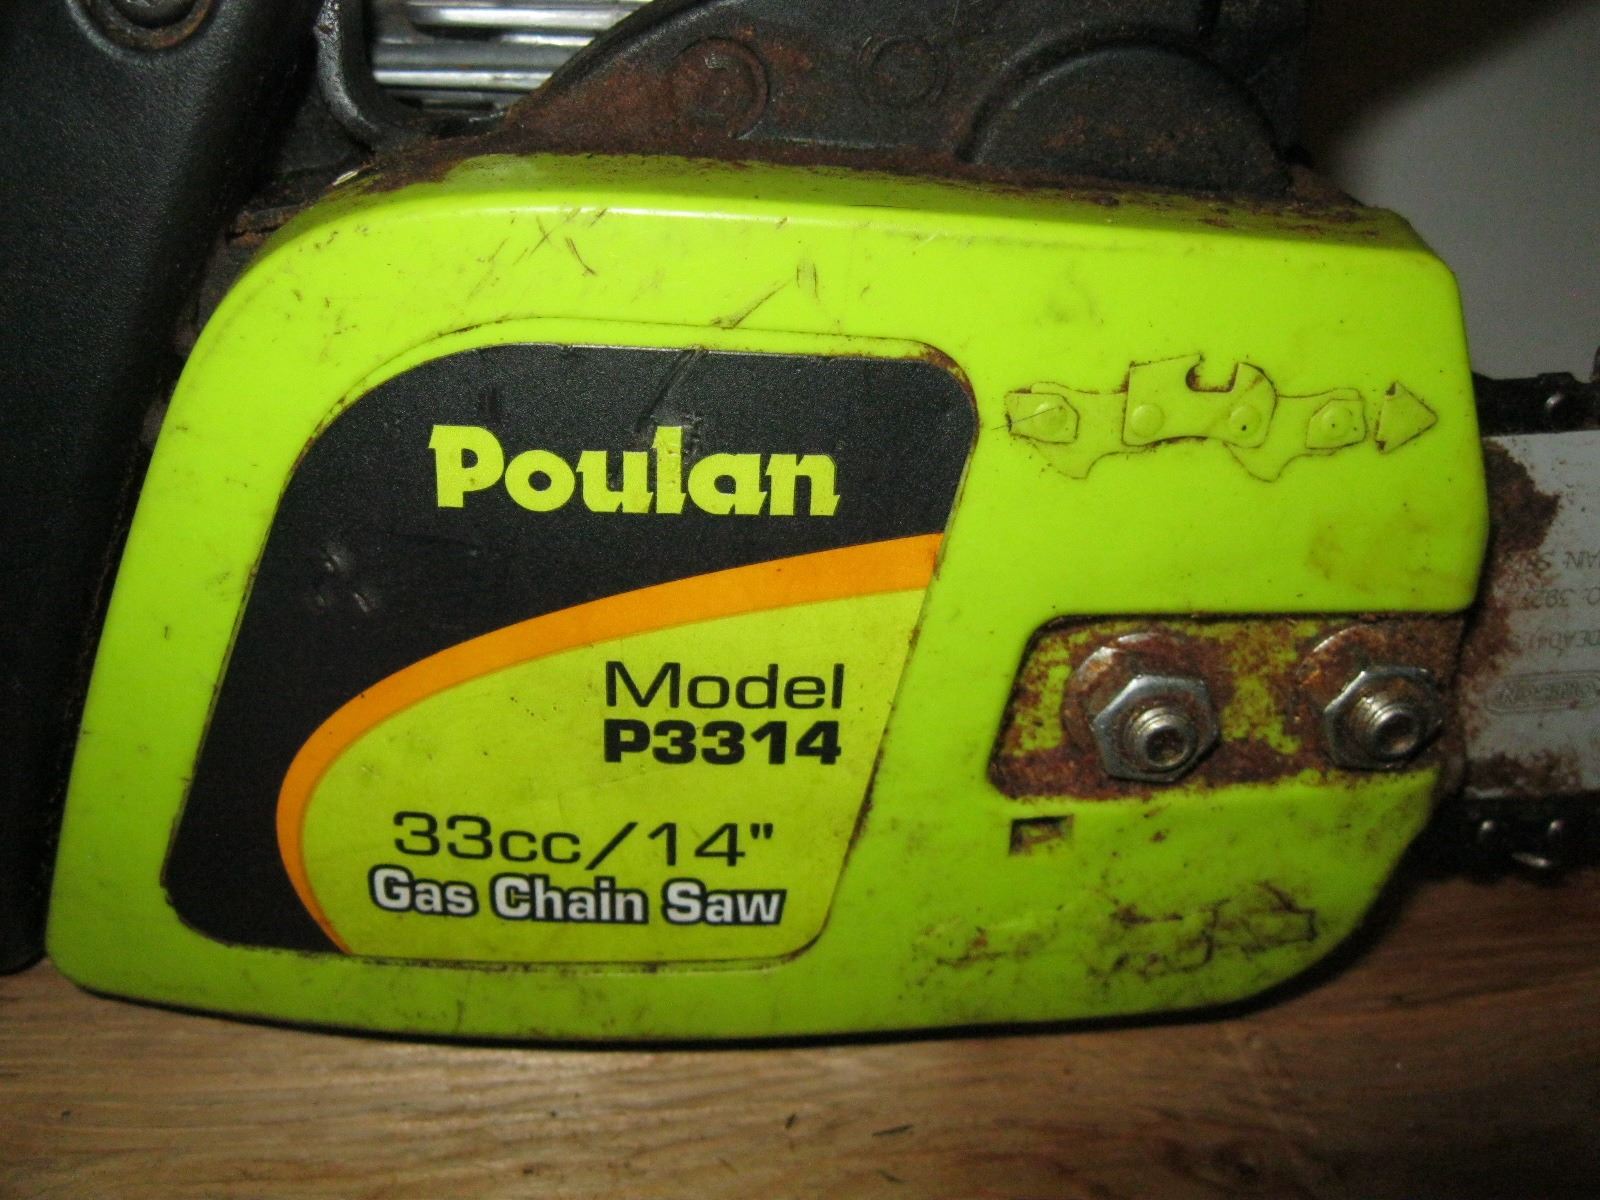 Poulan
Model
P3314
33cc/14"
Gas Chain Saw